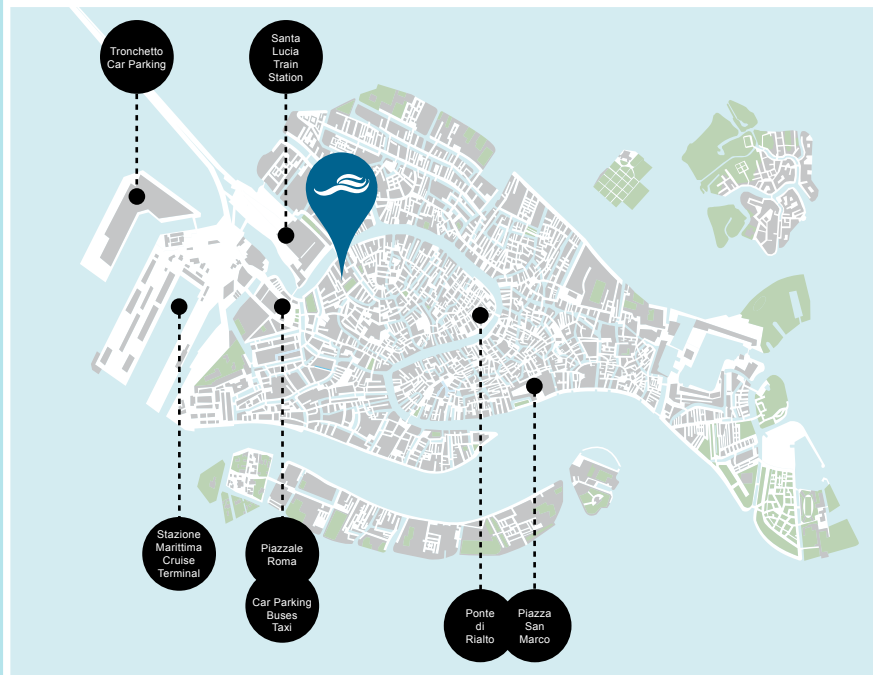 Tronchetto
Car Parking
Santa
Lucia
Train
Station
Stazione
Marittima
Cruise
Terminal
Piazzale
Roma
Car Parking
Buses
Taxi
Ponte
di
Rialto
Piazza
San
Marco